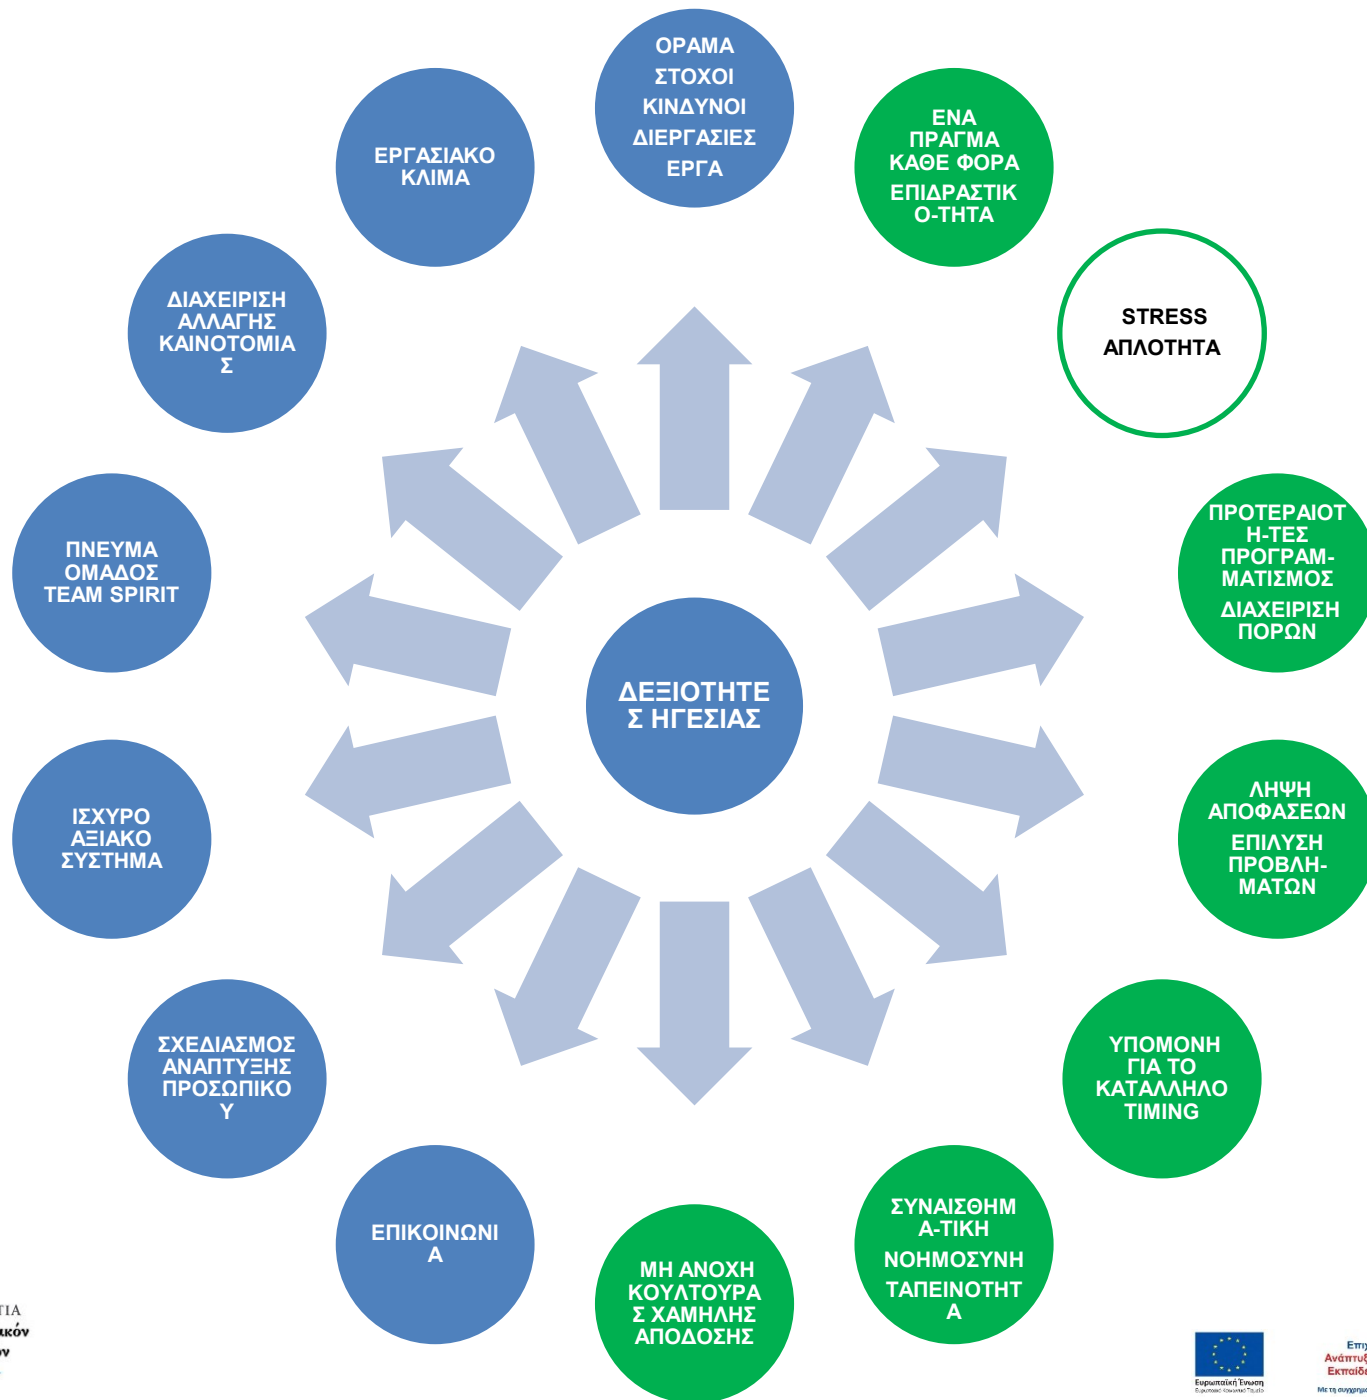 ΟΡΑΜΑ
ΣΤΟΧΟΙ
ΚΙΝΔΥΝΟΙ
ΔΙΕΡΓΑΣΙΕΣ
ΕΡΓΑ
ΕΝΑ
ΠΡΑΓΜΑ
ΚΑΘΕ ΦΟΡΑ
ΕΠΙΔΡΑΣΤΙΚ
Ο-ΤΗΤΑ
STRESS
ΑΠΛΟΤΗΤΑ
ΠΡΟΤΕΡΑΙΟΤ
Η-ΤΕΣ
ΠΡΟΓΡΑΜ-
ΜΑΤΙΣΜΟΣ
ΔΙΑΧΕΙΡΙΣΗ
ΠΟΡΩΝ
ΛΗΨΗ
ΑΠΟΦΑΣΕΩΝ
ΕΠΙΛΥΣΗ
ΠΡΟΒΛΗ-
ΜΑΤΩΝ
ΥΠΟΜΟΝΗ
ΓΙΑ ΤΟ
ΚΑΤΑΛΛΗΛΟ
TIMING
ΣΥΝΑΙΣΘΗΜ
Α-ΤΙΚΗ
ΝΟΗΜΟΣΥΝΗ
ΤΑΠΕΙΝΟΤΗΤ
Α
ΜΗ ΑΝΟΧΗ
ΚΟΥΛΤΟΥΡΑ
Σ ΧΑΜΗΛΗΣ
ΑΠΟΔΟΣΗΣ
ΕΠΙΚΟΙΝΩΝΙ
Α
ΣΧΕΔΙΑΣΜΟΣ
ΑΝΑΠΤΥΞΗΣ
ΠΡΟΣΩΠΙΚΟ
Υ
ΙΣΧΥΡΟ
ΑΞΙΑΚΟ
ΣΥΣΤΗΜΑ
ΠΝΕΥΜΑ
ΟΜΑΔΟΣ
TEAM SPIRIT
ΔΙΑΧΕΙΡΙΣΗ
ΑΛΛΑΓΗΣ
ΚΑΙΝΟΤΟΜΙΑ
Σ
ΕΡΓΑΣΙΑΚΟ
ΚΛΙΜΑ
ΔΕΞΙΟΤΗΤΕ
Σ ΗΓΕΣΙΑΣ
Ευρωπαϊκή Ένωση
Ευρωπαϊκό Κοινωνικό Ταμείο